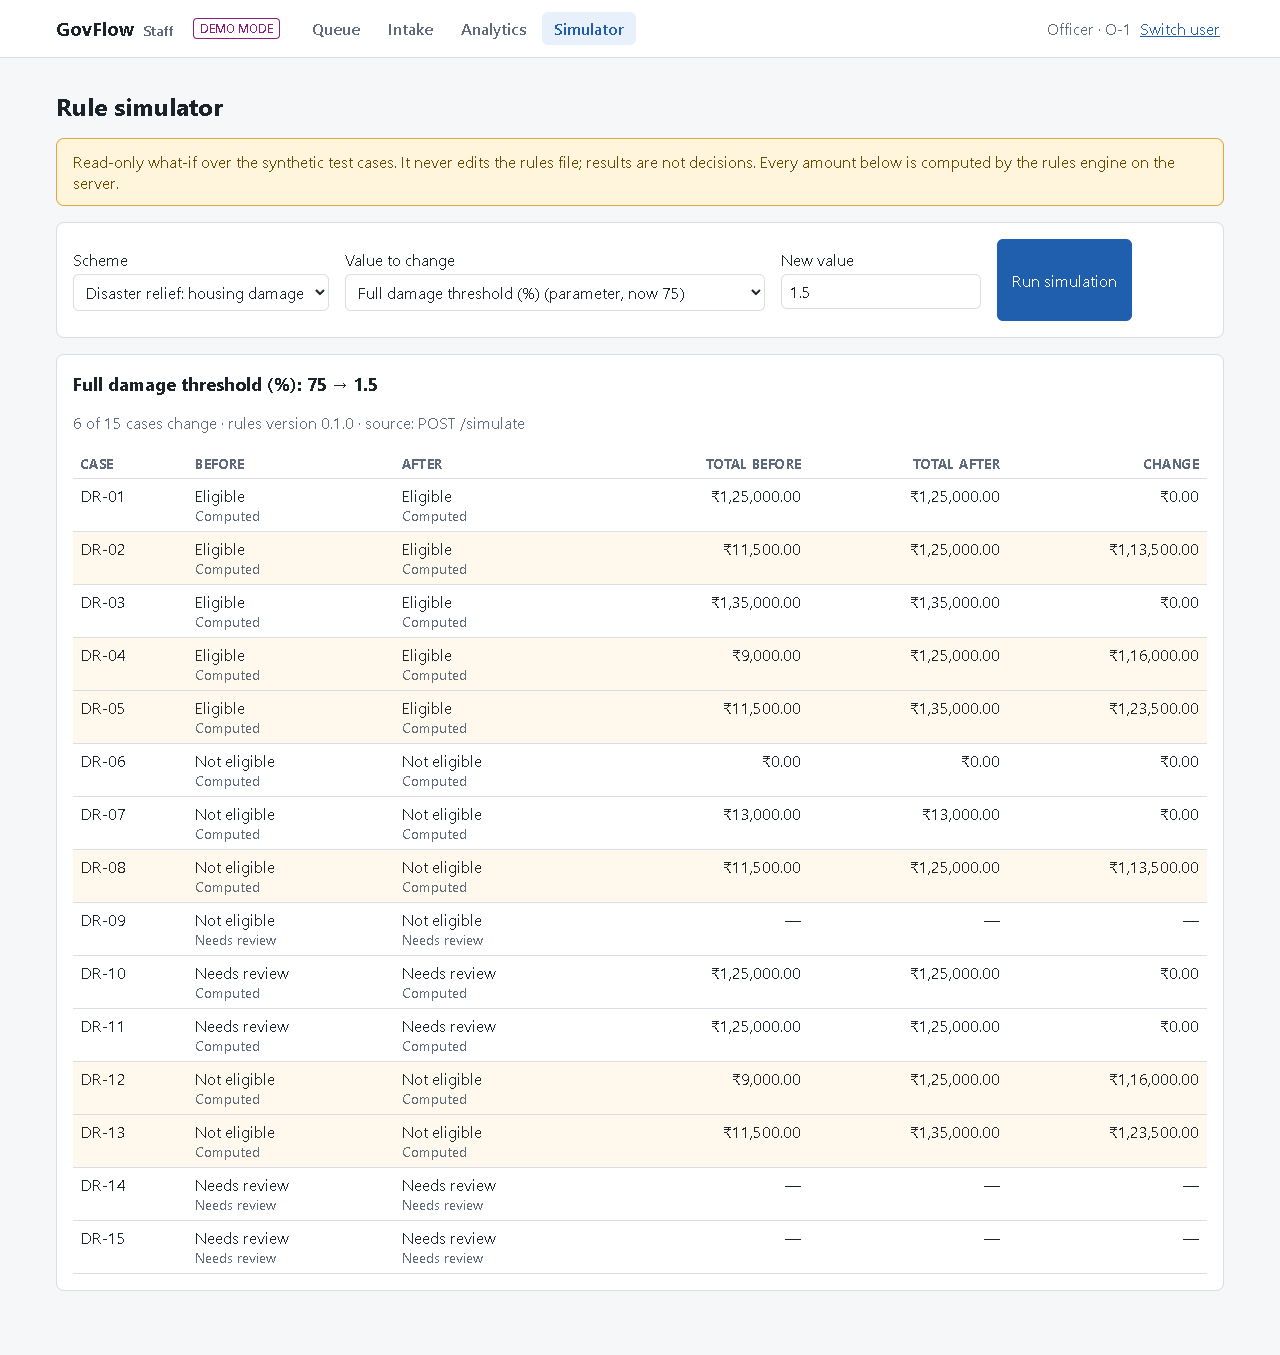 GovFlow Staff DEMO MODE Queue Intake Analytics Simulator Officer · O-1 Switch user
Rule simulator
Read-only what-if over the synthetic test cases. It never edits the rules file; results are not decisions. Every amount below is computed by the rules engine on the
server.
Scheme Value to change New value
Disaster relief: housing damage Full damage threshold (%) (parameter, now 75) 1.5 Run simulation
Full damage threshold (%): 75 → 1.5
6 of 15 cases change · rules version 0.1.0 · source: POST /simulate
CASE BEFORE AFTER TOTAL BEFORE TOTAL AFTER CHANGE
DR-01 Eligible Eligible ₹1,25,000.00 ₹1,25,000.00 ₹0.00
Computed Computed
DR-02 Eligible Eligible ₹11,500.00 ₹1,25,000.00 ₹1,13,500.00
Computed Computed
DR-03 Eligible Eligible ₹1,35,000.00 ₹1,35,000.00 ₹0.00
Computed Computed
DR-04 Eligible Eligible ₹9,000.00 ₹1,25,000.00 ₹1,16,000.00
Computed Computed
DR-05 Eligible Eligible ₹11,500.00 ₹1,35,000.00 ₹1,23,500.00
Computed Computed
DR-06 Not eligible Not eligible ₹0.00 ₹0.00 ₹0.00
Computed Computed
DR-07 Not eligible Not eligible ₹13,000.00 ₹13,000.00 ₹0.00
Computed Computed
DR-08 Not eligible Not eligible ₹11,500.00 ₹1,25,000.00 ₹1,13,500.00
Computed Computed
DR-09 Not eligible Not eligible — — —
Needs review Needs review
DR-10 Needs review Needs review ₹1,25,000.00 ₹1,25,000.00 ₹0.00
Computed Computed
DR-11 Needs review Needs review ₹1,25,000.00 ₹1,25,000.00 ₹0.00
Computed Computed
DR-12 Not eligible Not eligible ₹9,000.00 ₹1,25,000.00 ₹1,16,000.00
Computed Computed
DR-13 Not eligible Not eligible ₹11,500.00 ₹1,35,000.00 ₹1,23,500.00
Computed Computed
DR-14 Needs review Needs review — — —
Needs review Needs review
DR-15 Needs review Needs review — — —
Needs review Needs review